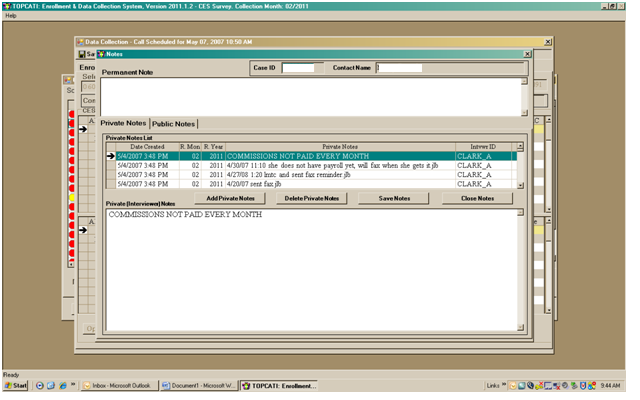 TOPCATI: Enrollment & Data Collection System, Version 2011.1.2 - CES Survey. Collection Month: 02/2011
Help
Data Collection - Call Scheduled for May 07, 2007 10:50 AM
Notes
Case ID
Contact Name
Permanent Note
Private Notes Public Notes
Private Notes List
Date Created R. Mon R. Year Private Notes Intvwr ID
5/4/2007 3:48 PM 02 2011 COMMISSIONS NOT PAID EVERY MONTH CLARK_A
5/4/2007 3:48 PM 02 2011 4/30/07 11:10 she does not have payroll yet, will fax when she gets it.jlb CLARK_A
5/4/2007 3:48 PM 02 2011 4/27/08 1:20 lmtc and sent fax reminder.jlb CLARK_A
5/4/2007 3:48 PM 02 2011 4/20/07 sent fax.jlb CLARK_A
Add Private Notes Delete Private Notes Save Notes Close Notes
Private (Interviewer) Notes
COMMISSIONS NOT PAID EVERY MONTH
Ready
Start Inbox - Microsoft Outlook Document1 - Microsoft W... TOPCATI: Enrollment... Links 9:44 AM